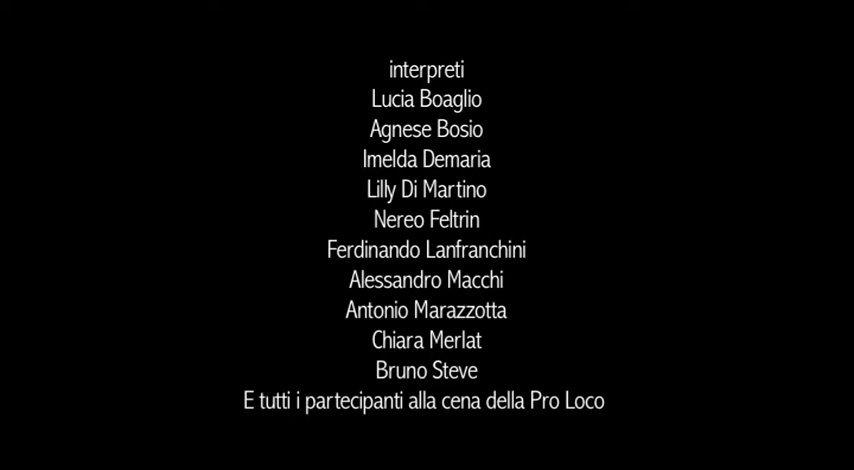 interpreti
Lucia Boaglio
Agnese Bosio
Imelda Demaria
Lilly Di Martino
Nereo Feltrin
Ferdinando Lanfranchini
Alessandro Macchi
Antonio Marazzotta
Chiara Merlat
Bruno Steve
E tutti i partecipanti alla cena della Pro Loco